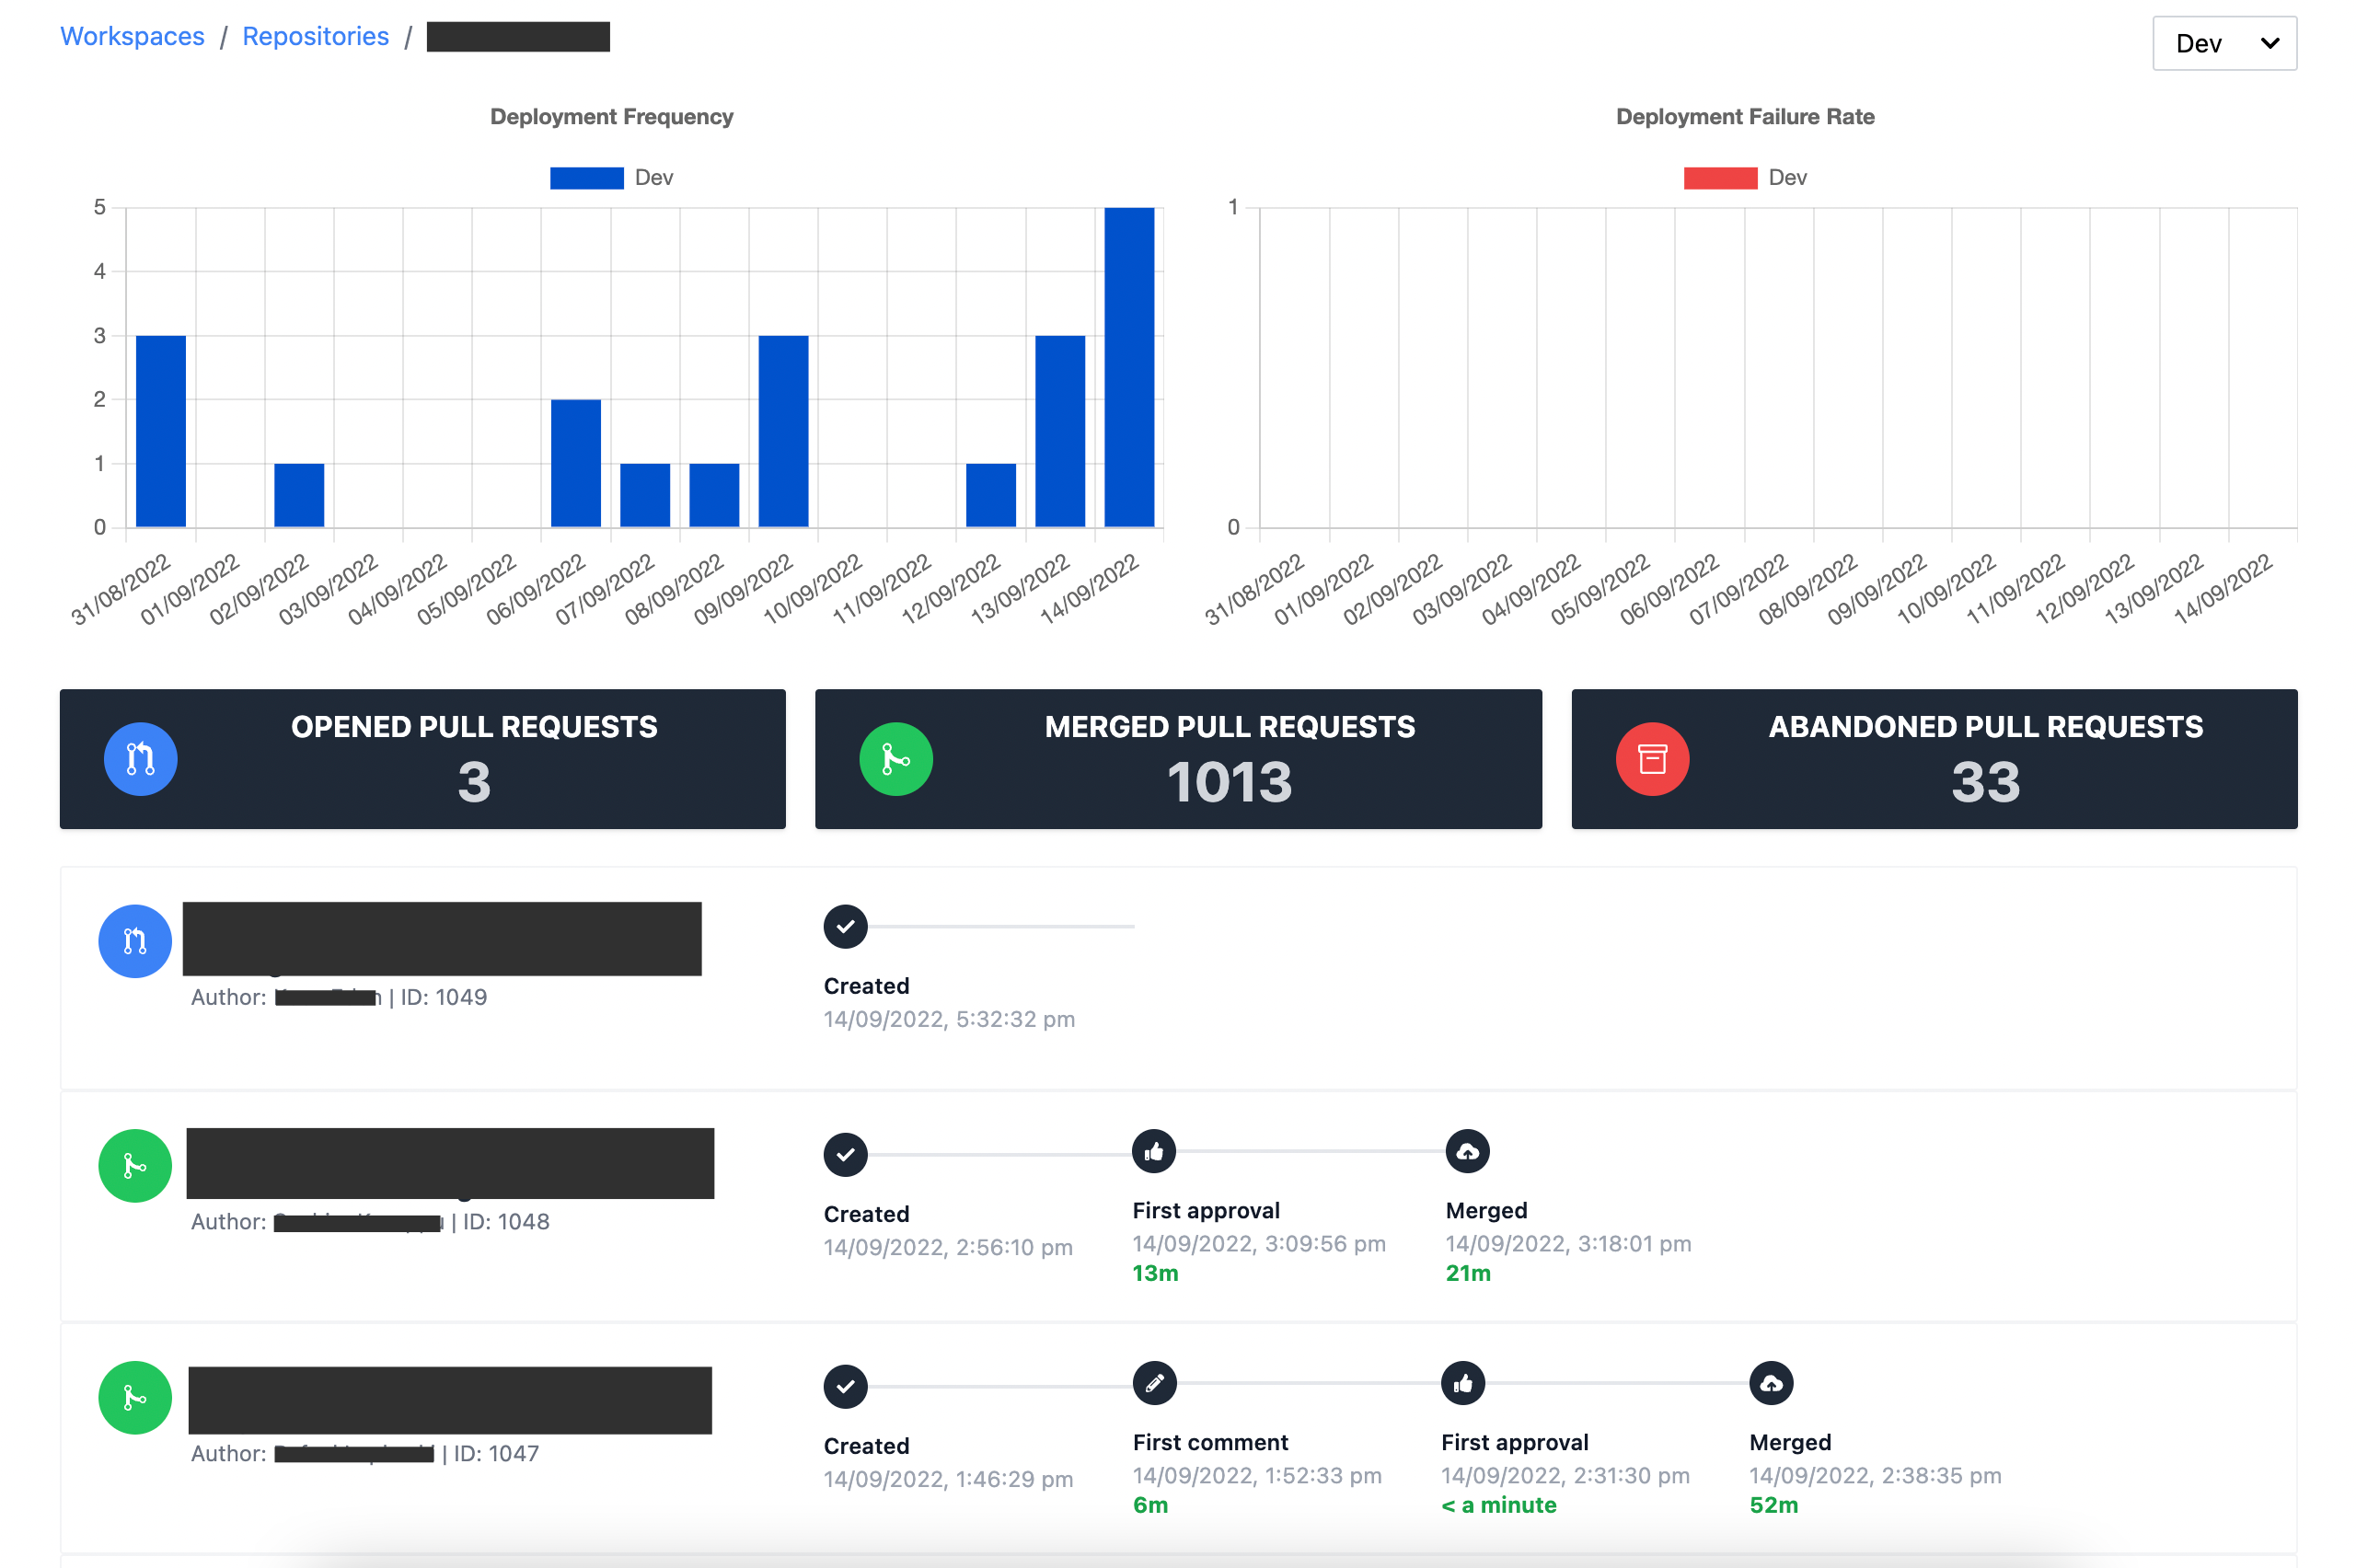 Workspaces / Repositories /
Dev
Deployment Frequency
Dev
5
4
3
2
1
0
31/08/2022 01/09/2022 02/09/2022 03/09/2022 04/09/2022 05/09/2022 06/09/2022 07/09/2022 08/09/2022 09/09/2022 10/09/2022 11/09/2022 12/09/2022 13/09/2022 14/09/2022
Deployment Failure Rate
Dev
1
0
31/08/2022 01/09/2022 02/09/2022 03/09/2022 04/09/2022 05/09/2022 06/09/2022 07/09/2022 08/09/2022 09/09/2022 10/09/2022 11/09/2022 12/09/2022 13/09/2022 14/09/2022
OPENED PULL REQUESTS
3
MERGED PULL REQUESTS
1013
ABANDONED PULL REQUESTS
33
Author: | ID: 1049
Created
14/09/2022, 5:32:32 pm
Author: | ID: 1048
Created
14/09/2022, 2:56:10 pm
First approval
14/09/2022, 3:09:56 pm
13m
Merged
14/09/2022, 3:18:01 pm
21m
Author: | ID: 1047
Created
14/09/2022, 1:46:29 pm
First comment
14/09/2022, 1:52:33 pm
6m
First approval
14/09/2022, 2:31:30 pm
< a minute
Merged
14/09/2022, 2:38:35 pm
52m